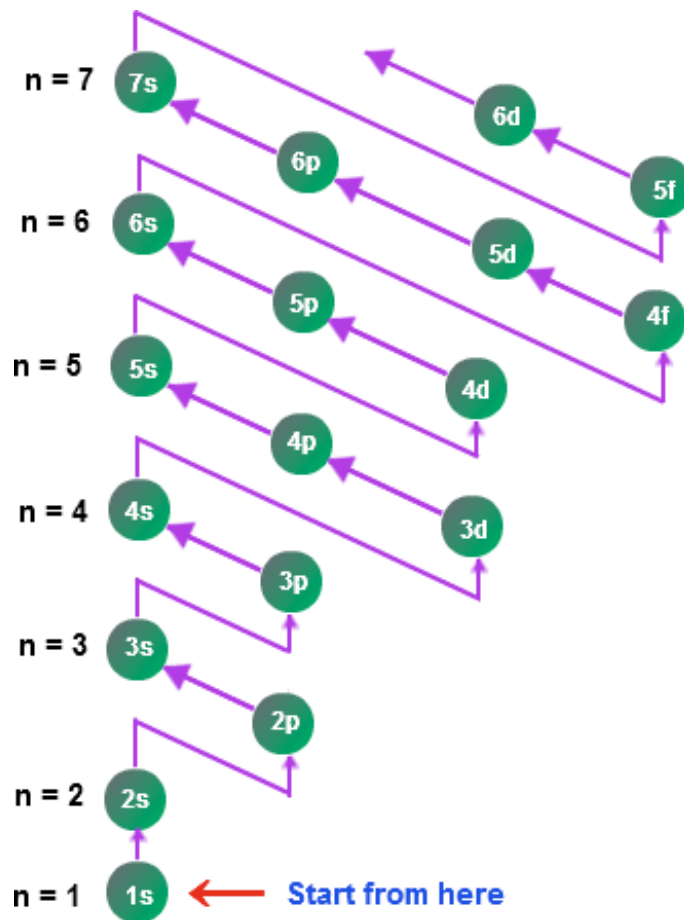 n = 7
7s
6d
6p
5f
n = 6
6s
5d
5p
4f
n = 5
5s
4d
4p
n = 4
4s
3d
3p
n = 3
3s
2p
n = 2
2s
n = 1
1s
Start from here